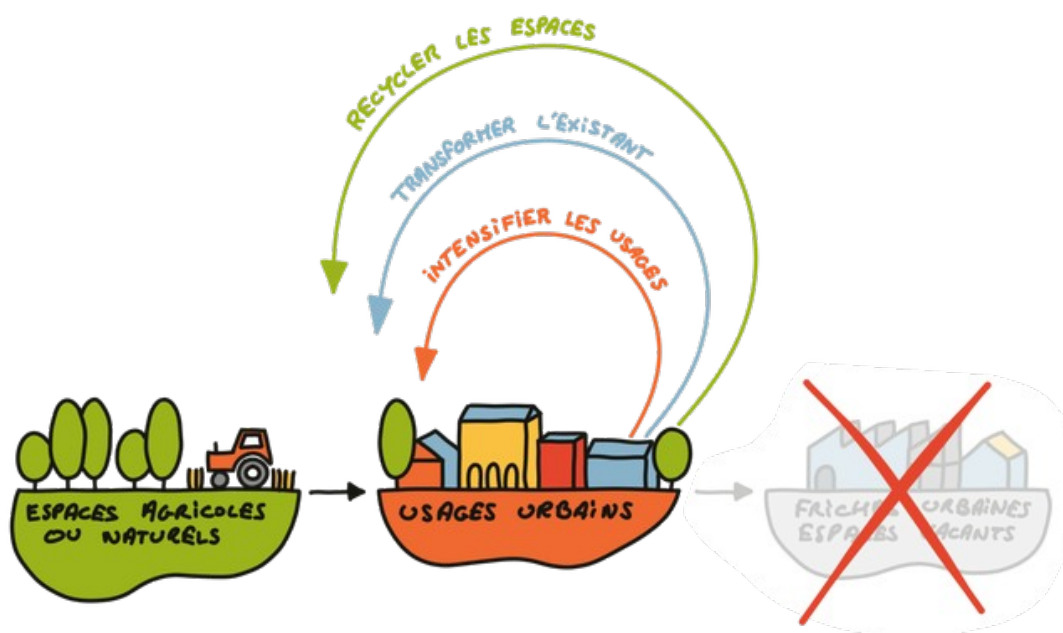 RECYCLER LES ESPACES
TRANSFORMER L'EXISTANT
INTENSIFIER LES USAGES
ESPACES AGRICOLES
OU NATURELS
USAGES URBAINS
URBAINES